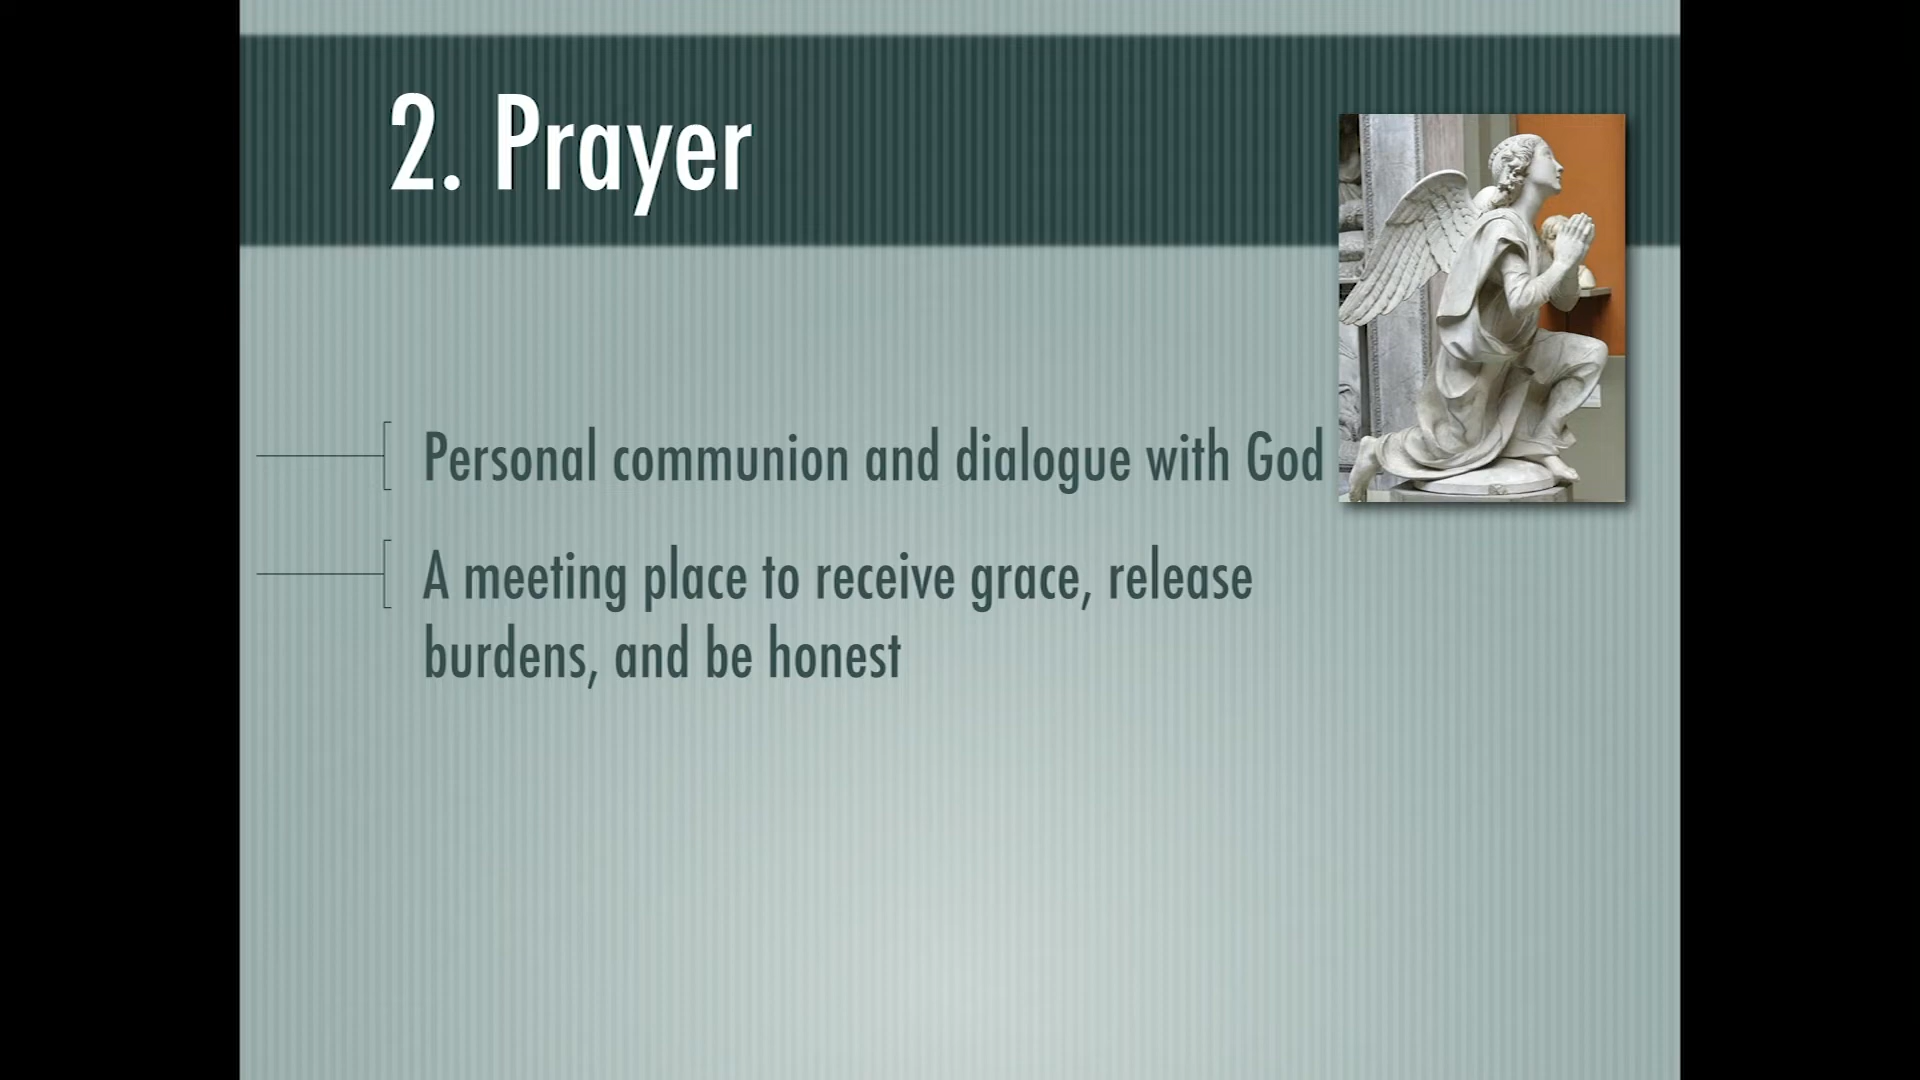 2. Prayer
Personal communion and dialogue with God
A meeting place to receive grace, release
burdens, and be honest